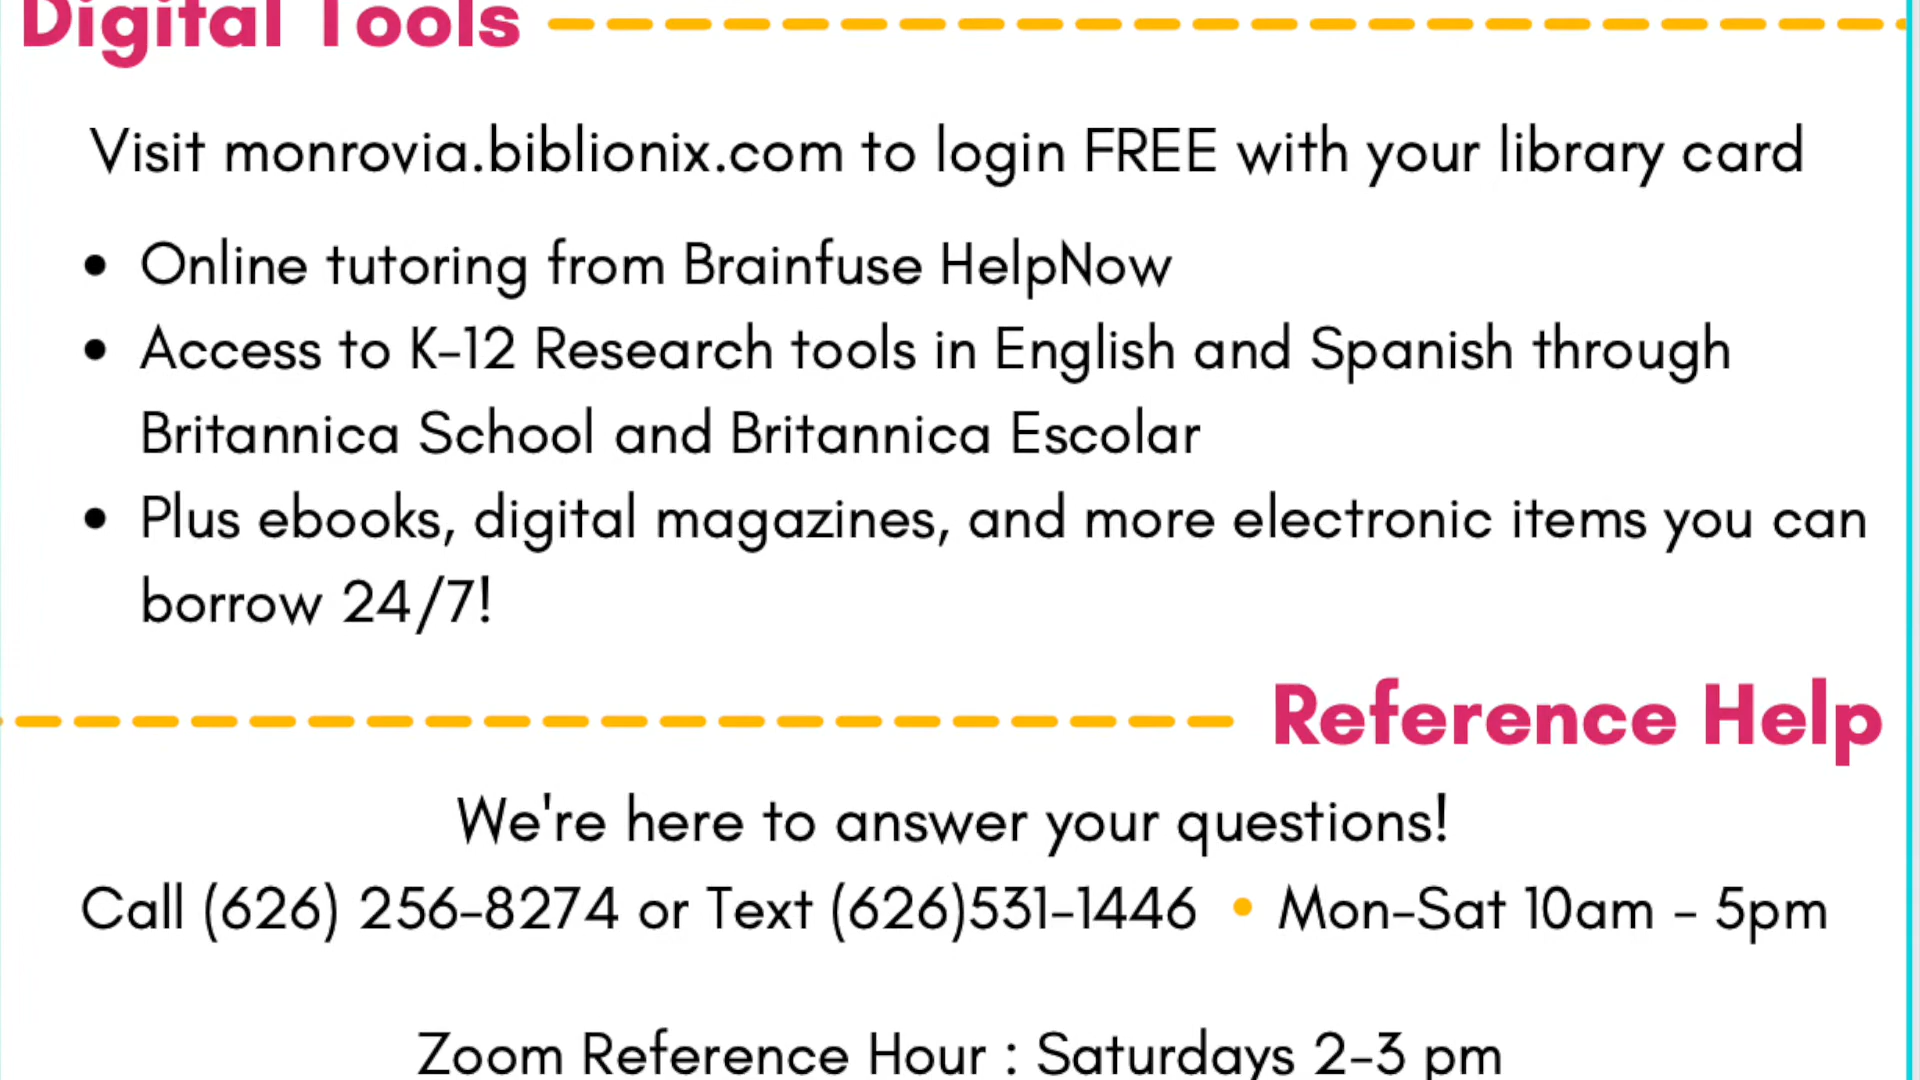 Digital Tools
Visit monrovia.biblionix.com to login FREE with your library card
• Online tutoring from Brainfuse HelpNow
• Access to K-12 Research tools in English and Spanish through
Britannica School and Britannica Escolar
• Plus ebooks, digital magazines, and more electronic items you can
borrow 24/7!
Reference Help
We're here to answer your questions!
Call (626) 256-8274 or Text (626)531-1446 • Mon-Sat 10am - 5pm
Zoom Reference Hour : Saturdays 2-3 pm